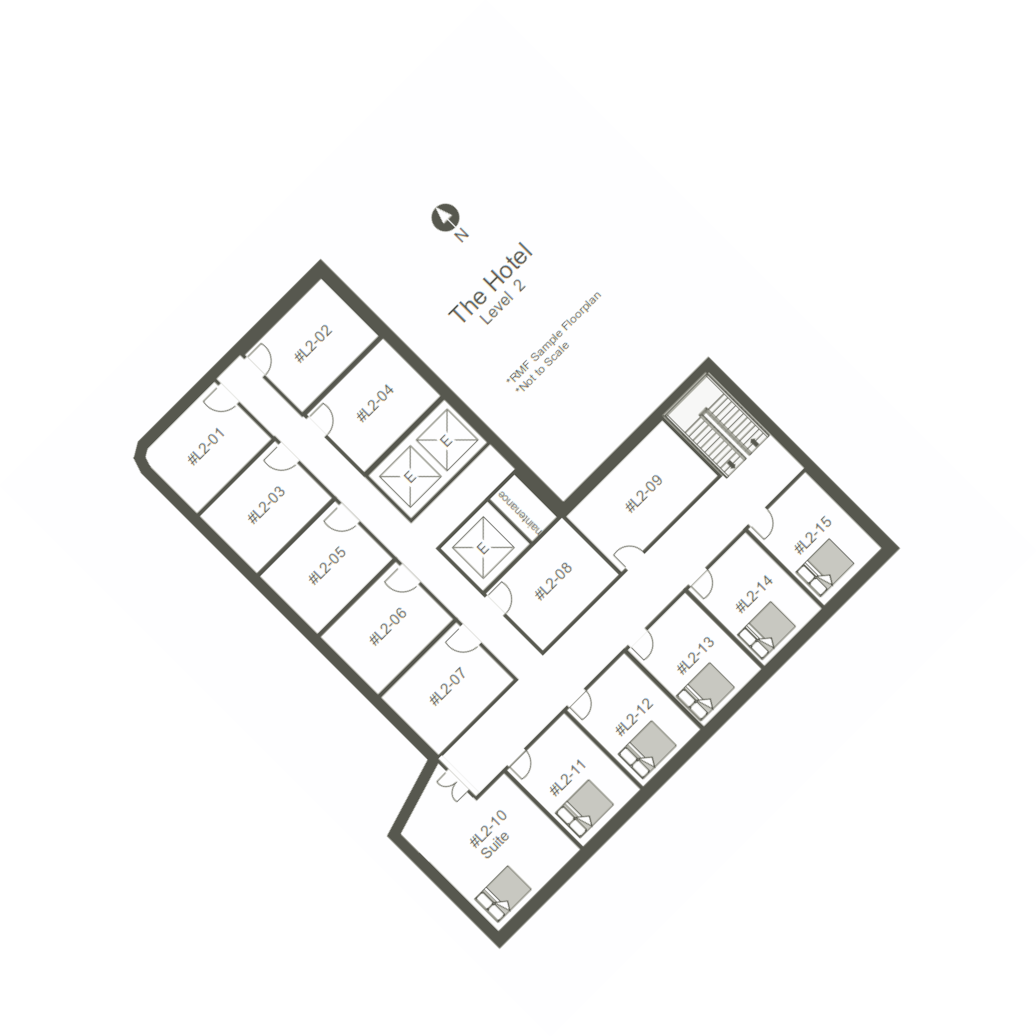 N
The Hotel
Level 2
*RMF Sample Floorplan
*Not to Scale
#L2-02
#L2-04
#L2-01
#L2-03
#L2-05
#L2-06
#L2-07
E
E
E
maintenance
#L2-08
#L2-09
#L2-15
#L2-14
#L2-13
#L2-12
#L2-11
#L2-10
Suite